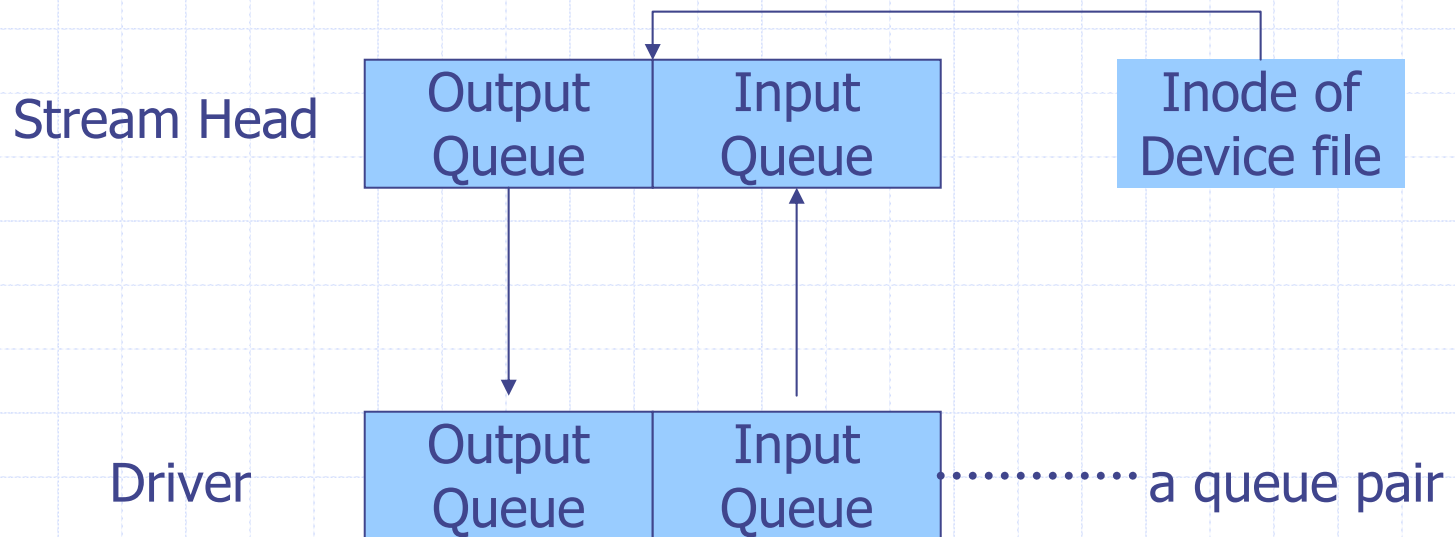 Stream Head
Output
Queue
Input
Queue
Inode of
Device file
Driver
Output
Queue
Input
Queue
a queue pair